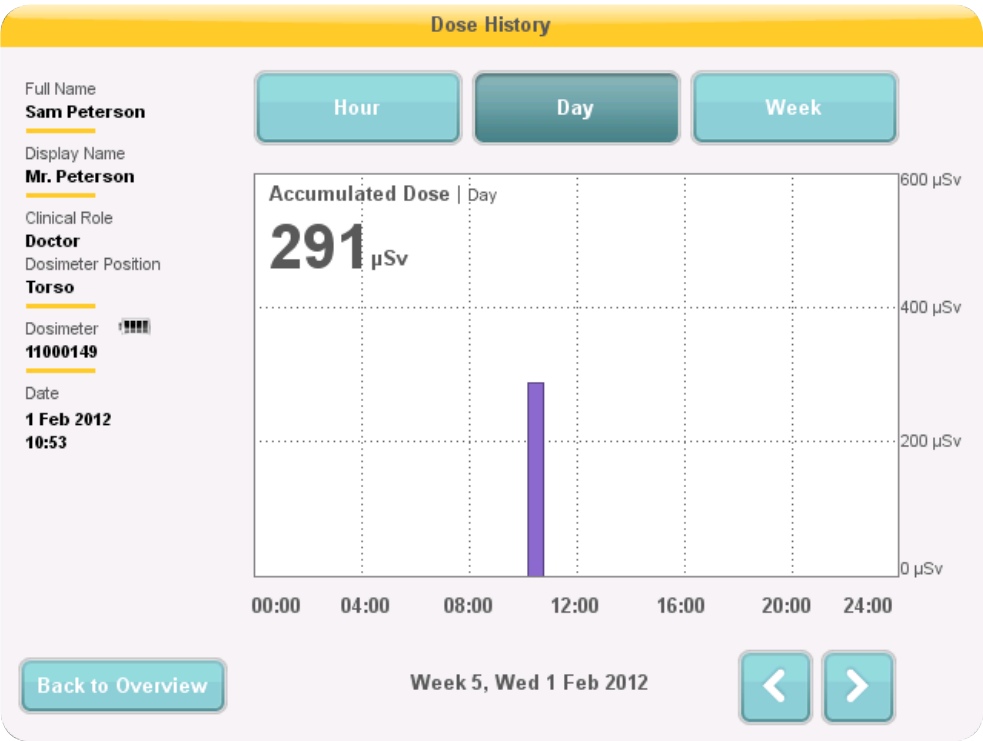 Dose History
Full Name
Sam Peterson
Display Name
Mr. Peterson
Clinical Role
Doctor
Dosimeter Position
Torso
Dosimeter
11000149
Date
1 Feb 2012
10:53
Hour
Day
Week
Accumulated Dose | Day
291 µSv
600 µSv
400 µSv
200 µSv
0 µSv
00:00 04:00 08:00 12:00 16:00 20:00 24:00
Back to Overview
Week 5, Wed 1 Feb 2012